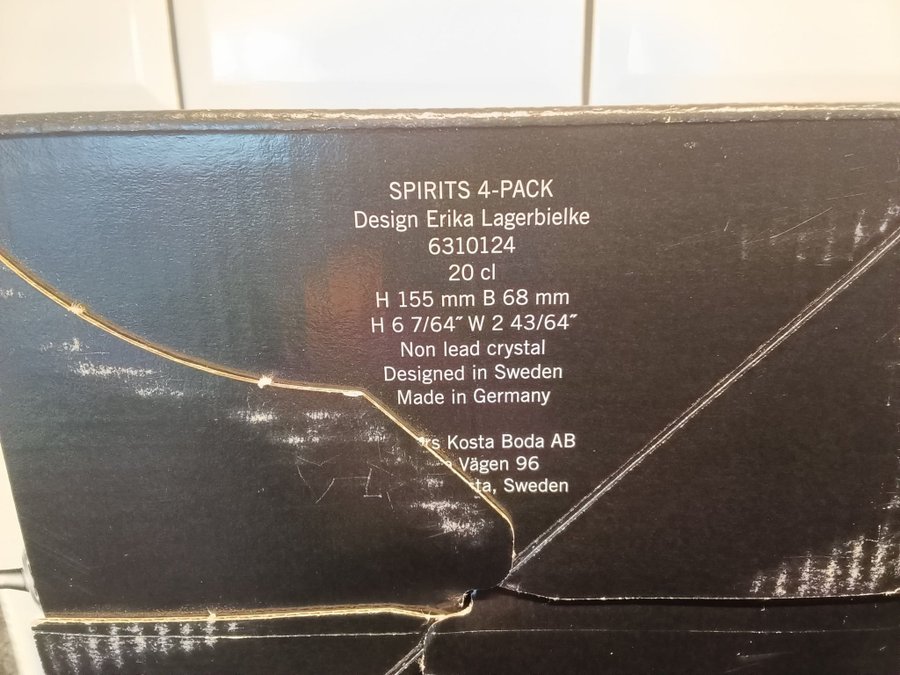 SPIRITS 4-PACK
Design Erika Lagerbielke
6310124
20 cl
H 155 mm B 68 mm
H 6 7/64˝ W 2 43/64˝
Non lead crystal
Designed in Sweden
Made in Germany
Kosta Boda AB
Vägen 96
Sweden